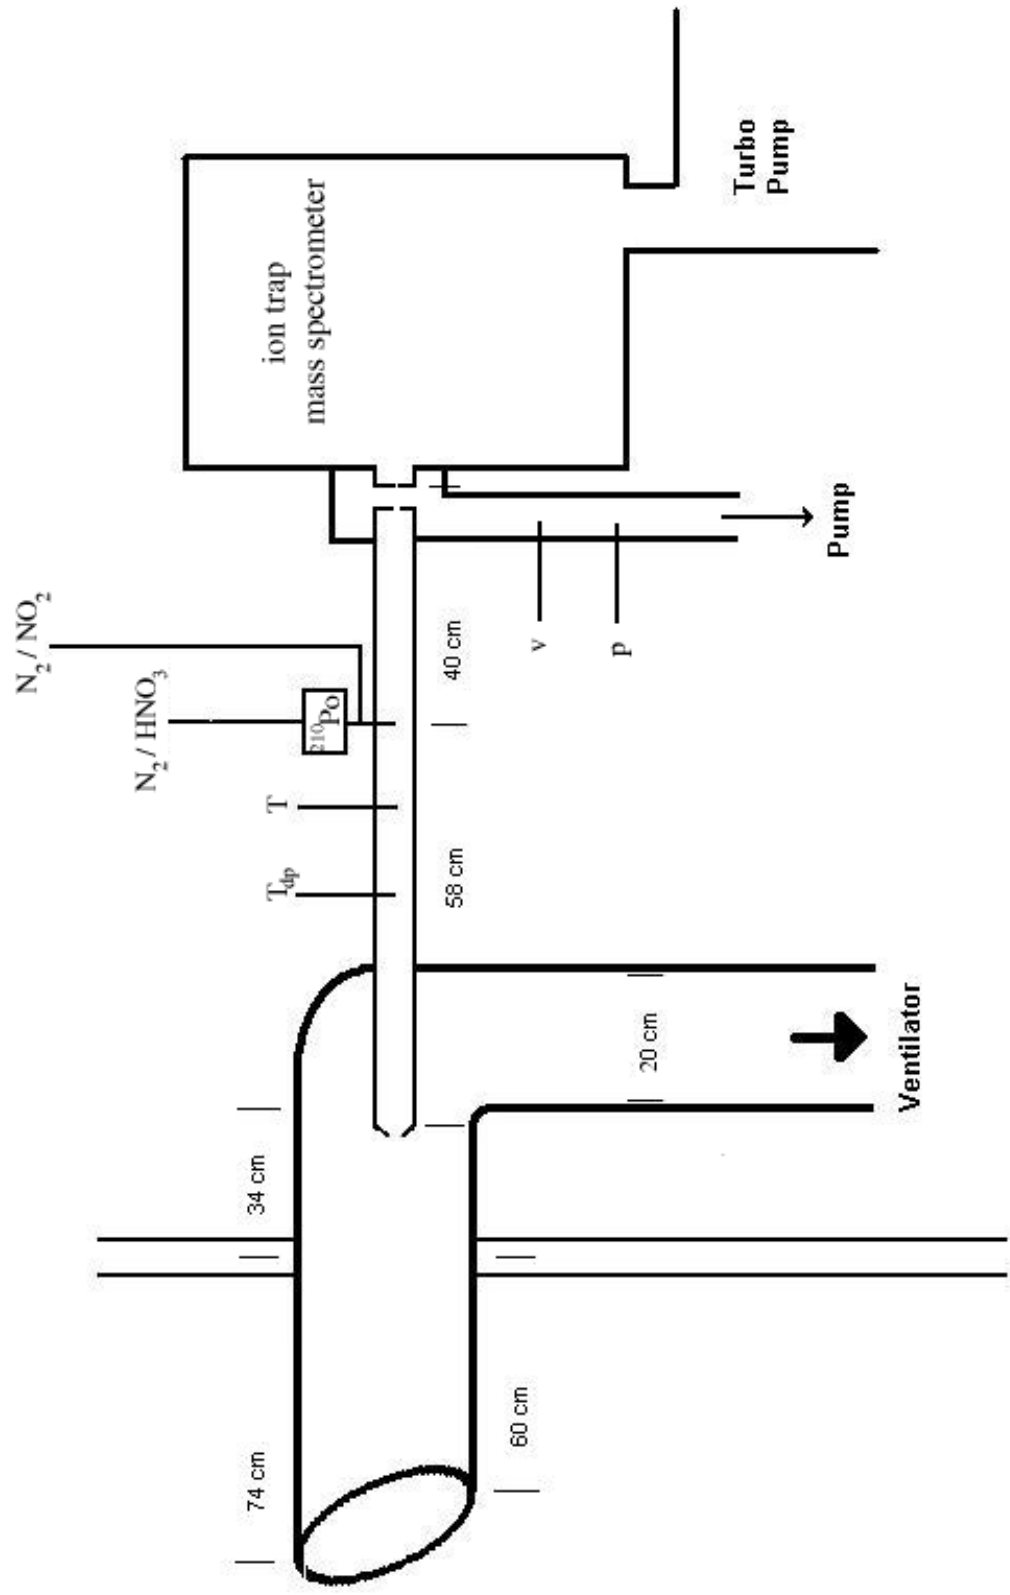 N2 / NO2
N2 / HNO3
210Po
T
Tdp
ion trap
mass spectrometer
Turbo
Pump
Pump
v
p
40 cm
58 cm
20 cm
Ventilator
34 cm
74 cm
60 cm